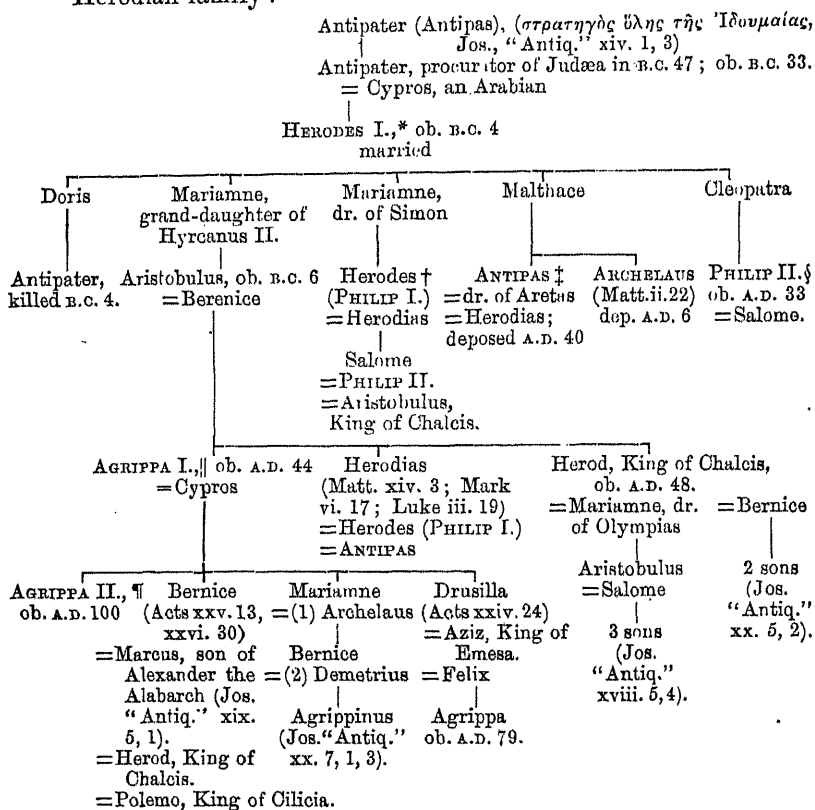 Herodian family :
Antipater (Antipas), (στρατηγὸς ὅλης τῆς Ἰδουμαίας,
Jos., "Antiq." xiv. 1, 3)
Antipater, procurator of Judæa in B.C. 47 ; ob. B.C. 33.
= Cypros, an Arabian
HERODES I.,* ob. B.C. 4
married
Doris Mariamne, Mariamne, Malthace Cleopatra
grand-daughter of dr. of Simon
Hyrcanus II.
Antipater, Aristobulus, ob. B.C. 6 Herodes † ANTIPAS ‡ ARCHELAUS PHILIP II.§
killed B.C. 4. =Berenice (PHILIP I.) =dr. of Aretas (Matt.ii.22) ob. A.D. 33
=Herodias =Herodias; dep. A.D. 6 =Salome.
deposed A.D. 40
Salome
=PHILIP II.
=Aristobulus,
King of Chalcis.
AGRIPPA I.,|| ob. A.D. 44 Herodias Herod, King of Chalcis,
=Cypros (Matt. xiv. 3 ; Mark ob. A.D. 48.
vi. 17 ; Luke iii. 19) =Mariamne, dr. =Bernice
=Herodes (PHILIP I.) of Olympias
=ANTIPAS
Aristobulus 2 sons
AGRIPPA II., ¶ Bernice Mariamne Drusilla =Salome (Jos.
ob. A.D. 100 (Acts xxv. 13, =(1) Archelaus (Acts xxiv. 24) "Antiq."
xxvi. 30) =Aziz, King of 3 sons xx. 5, 2).
=Marcus, son of Bernice Emesa. (Jos.
Alexander the =(2) Demetrius =Felix "Antiq."
Alabarch (Jos. xviii. 5, 4).
"Antiq." xix. Agrippinus Agrippa
5, 1). (Jos. "Antiq." ob. A.D. 79.
=Herod, King of xx. 7, 1, 3).
Chalcis.
=Polemo, King of Cilicia.